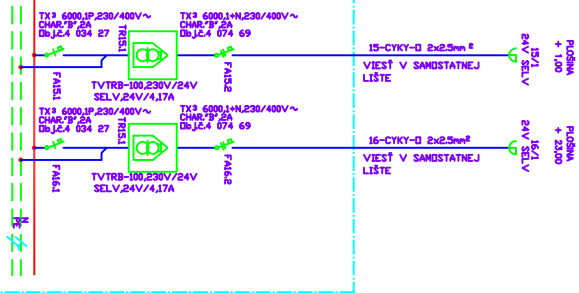 TX³ 6000,1P,230/400V~
CHAR."B",2A
Obj.č.4 034 27
TR15.1
TX³ 6000,1+N,230/400V~
CHAR."B",2A
Obj.č.4 074 69
FA15.1
FA15.2
TVTRB-100,230V/24V
SELV,24V/4,17A
15-CYKY-O 2x2.5mm²
VIESŤ V SAMOSTATNEJ
LIŠTE
15/1
24V SELV
PLOŠINA
+ 1,00
TX³ 6000,1P,230/400V~
CHAR."B",2A
Obj.č.4 034 27
TR15.1
TX³ 6000,1+N,230/400V~
CHAR."B",2A
Obj.č.4 074 69
FA16.1
FA16.2
TVTRB-100,230V/24V
SELV,24V/4,17A
16-CYKY-O 2x2.5mm²
VIESŤ V SAMOSTATNEJ
LIŠTE
16/1
24V SELV
PLOŠINA
+ 23,00
N
PE